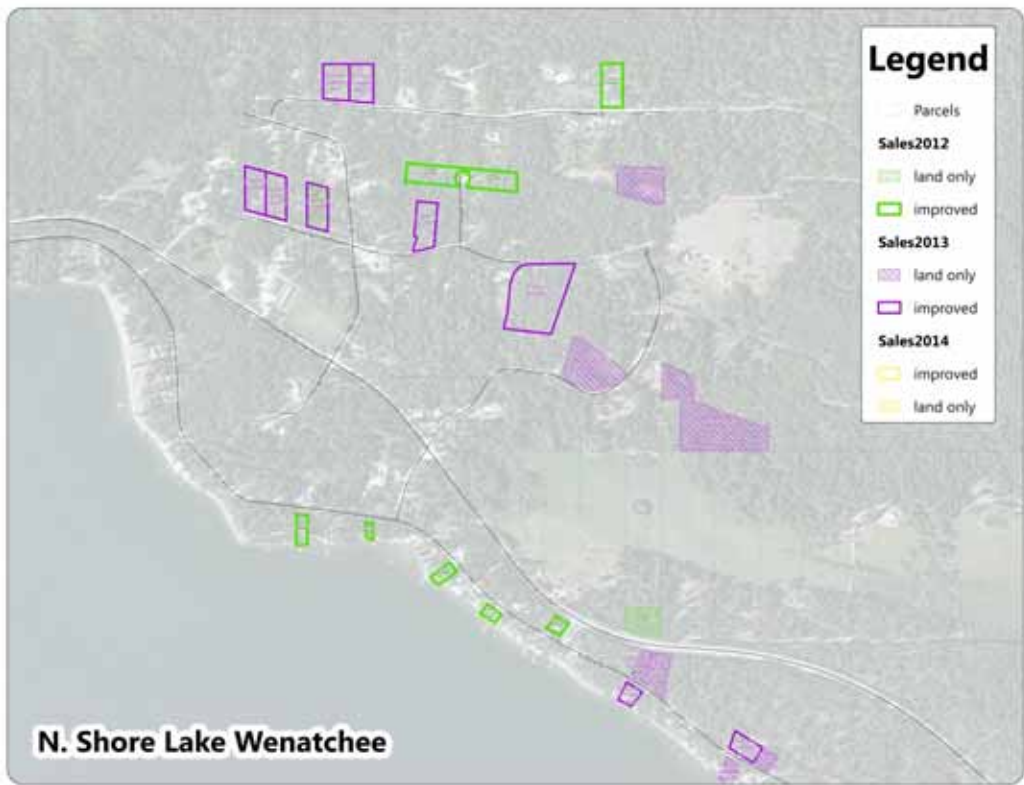 Legend
Parcels
Sales2012
land only
improved
Sales2013
land only
improved
Sales2014
improved
land only
N. Shore Lake Wenatchee